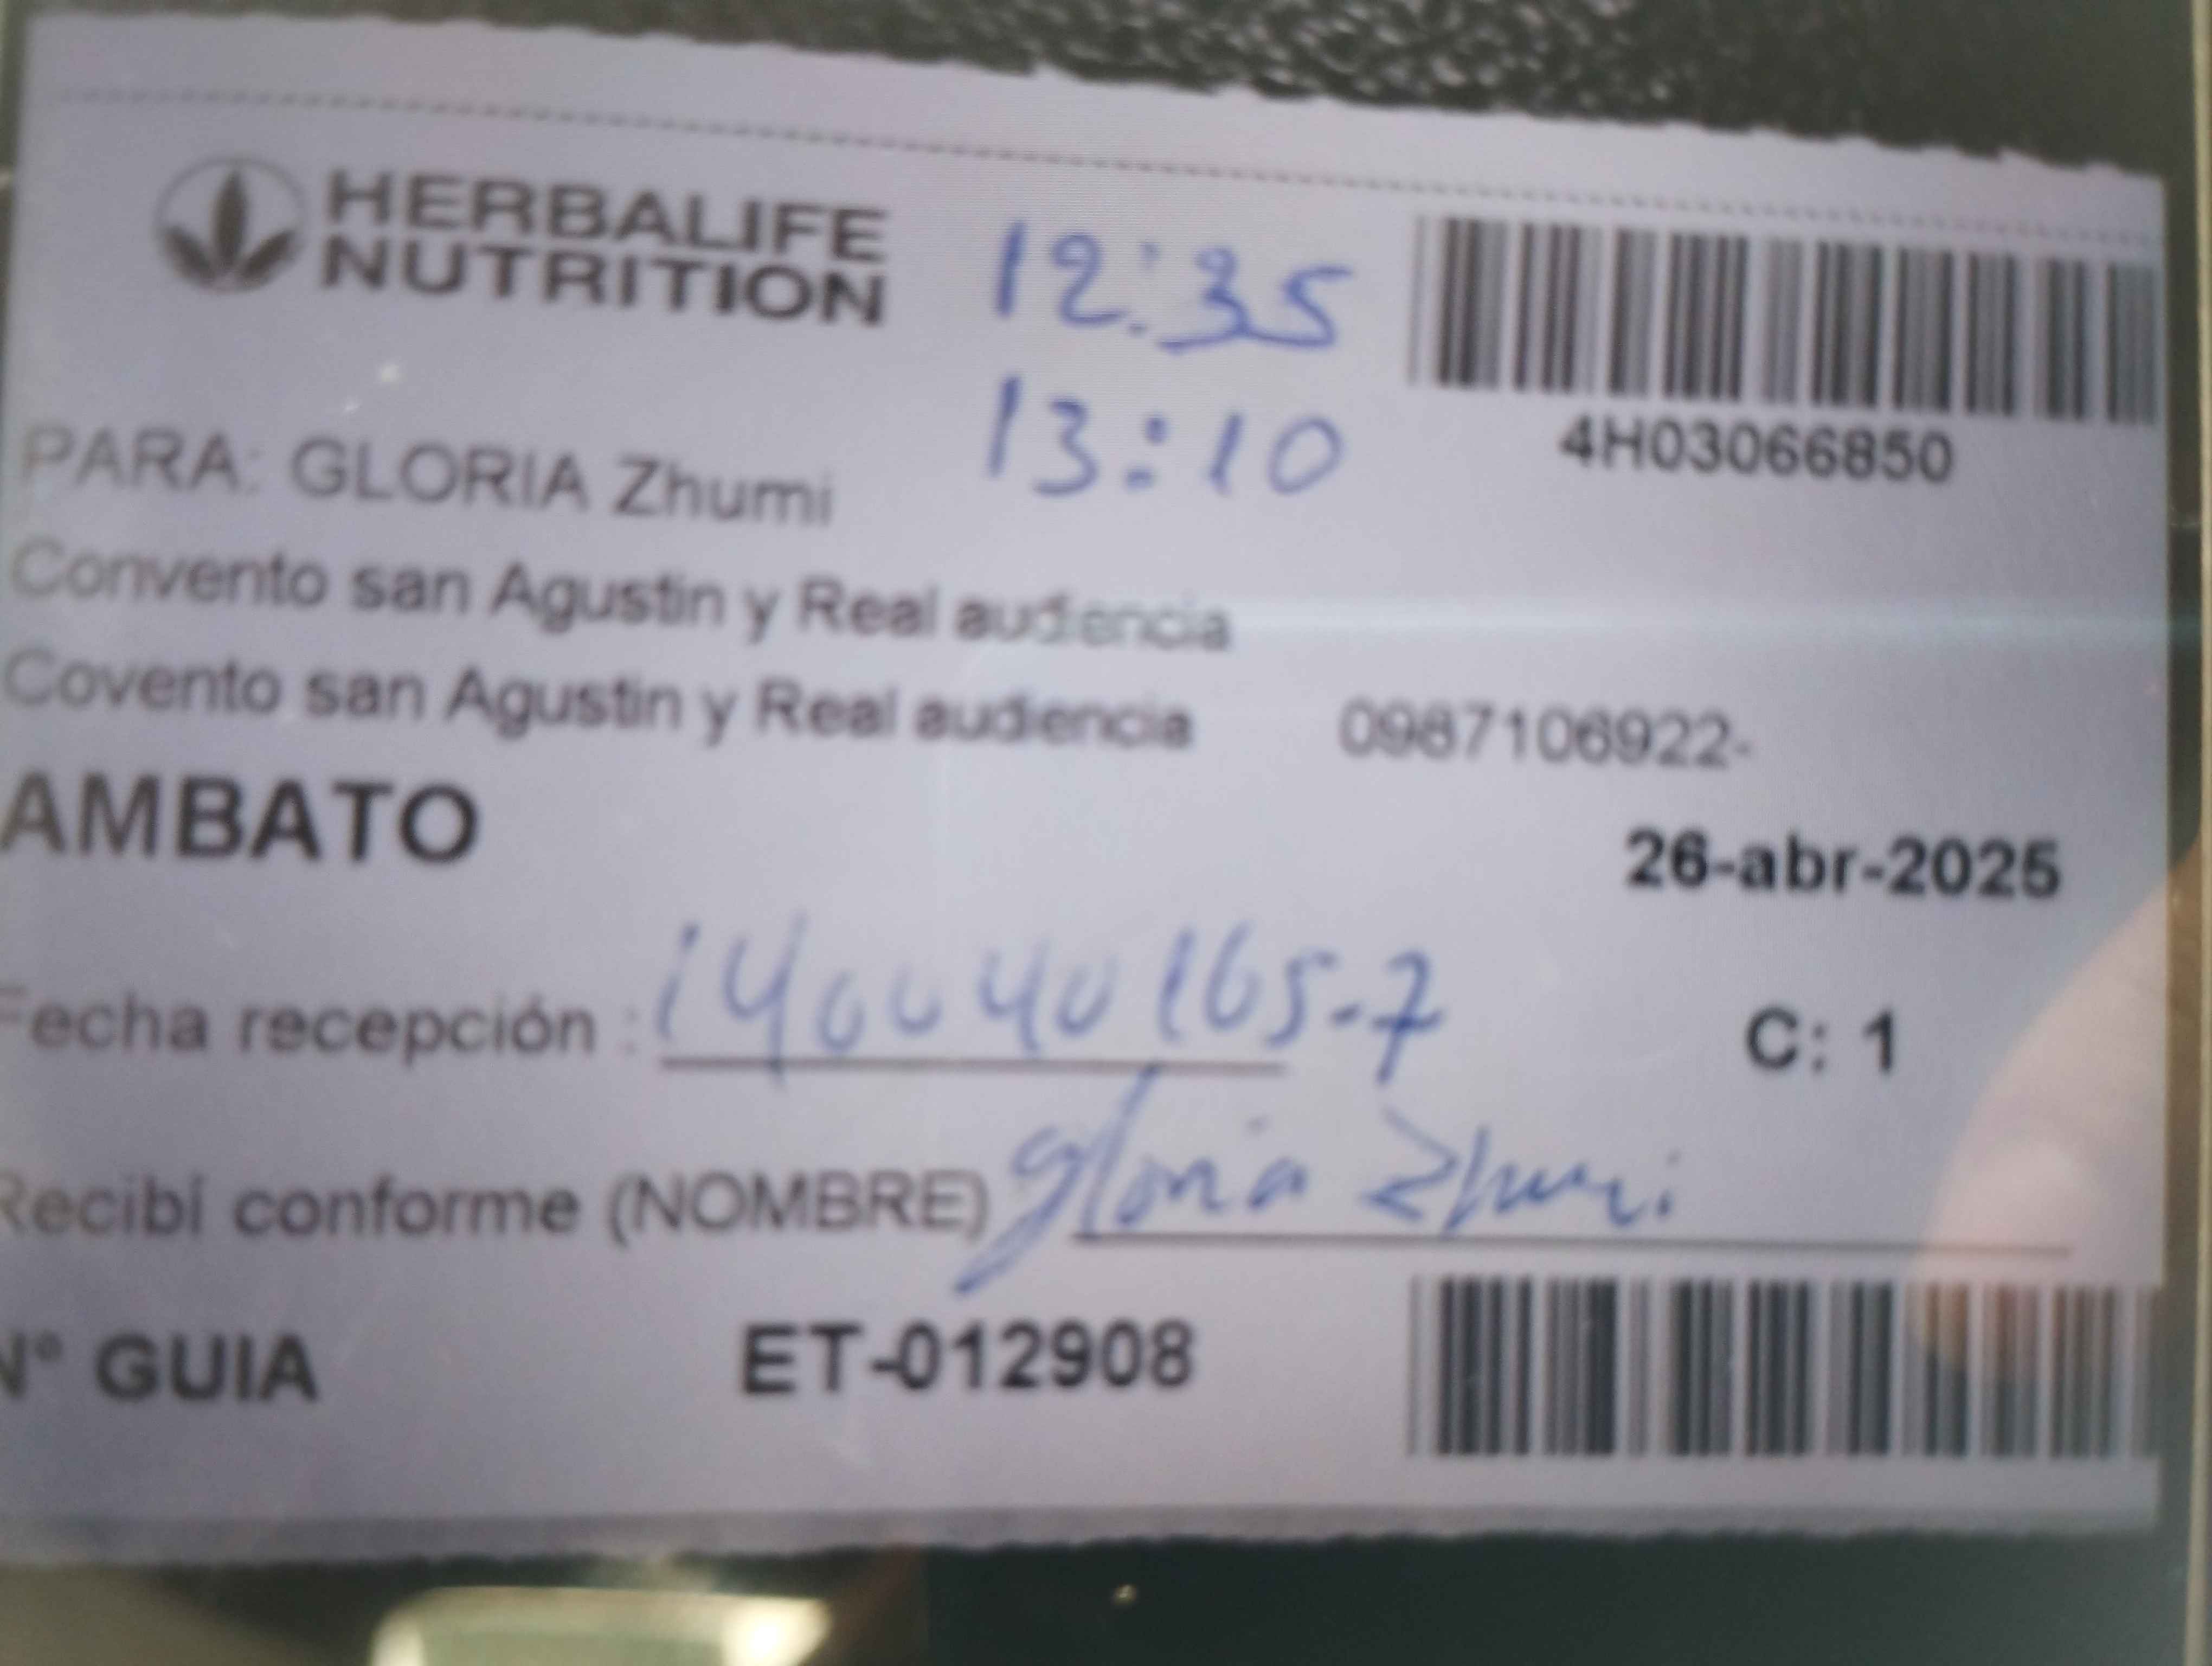 HERBALIFE
NUTRITION
12:35
13:10
4H03066850
PARA: GLORIA Zhumi
Convento san Agustin y Real audiencia
Covento san Agustin y Real audiencia 0987106922-
AMBATO
26-abr-2025
Fecha recepción : 140040165-7
C: 1
Recibí conforme (NOMBRE) gloria Zhumi
N° GUIA ET-012908